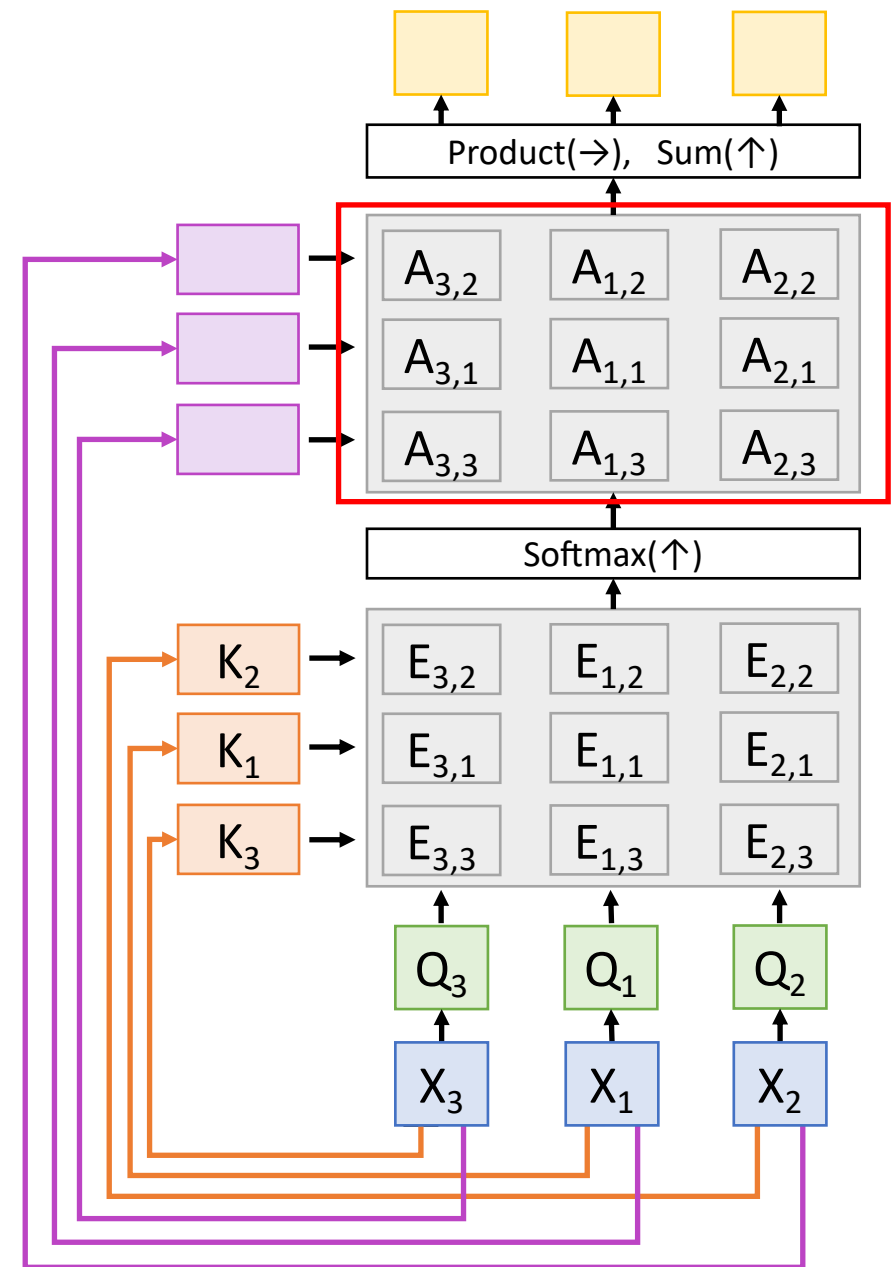 Product(→), Sum(↑)
A3,2 A1,2 A2,2
A3,1 A1,1 A2,1
A3,3 A1,3 A2,3
Softmax(↑)
K2 E3,2 E1,2 E2,2
K1 E3,1 E1,1 E2,1
K3 E3,3 E1,3 E2,3
Q3 Q1 Q2
X3 X1 X2